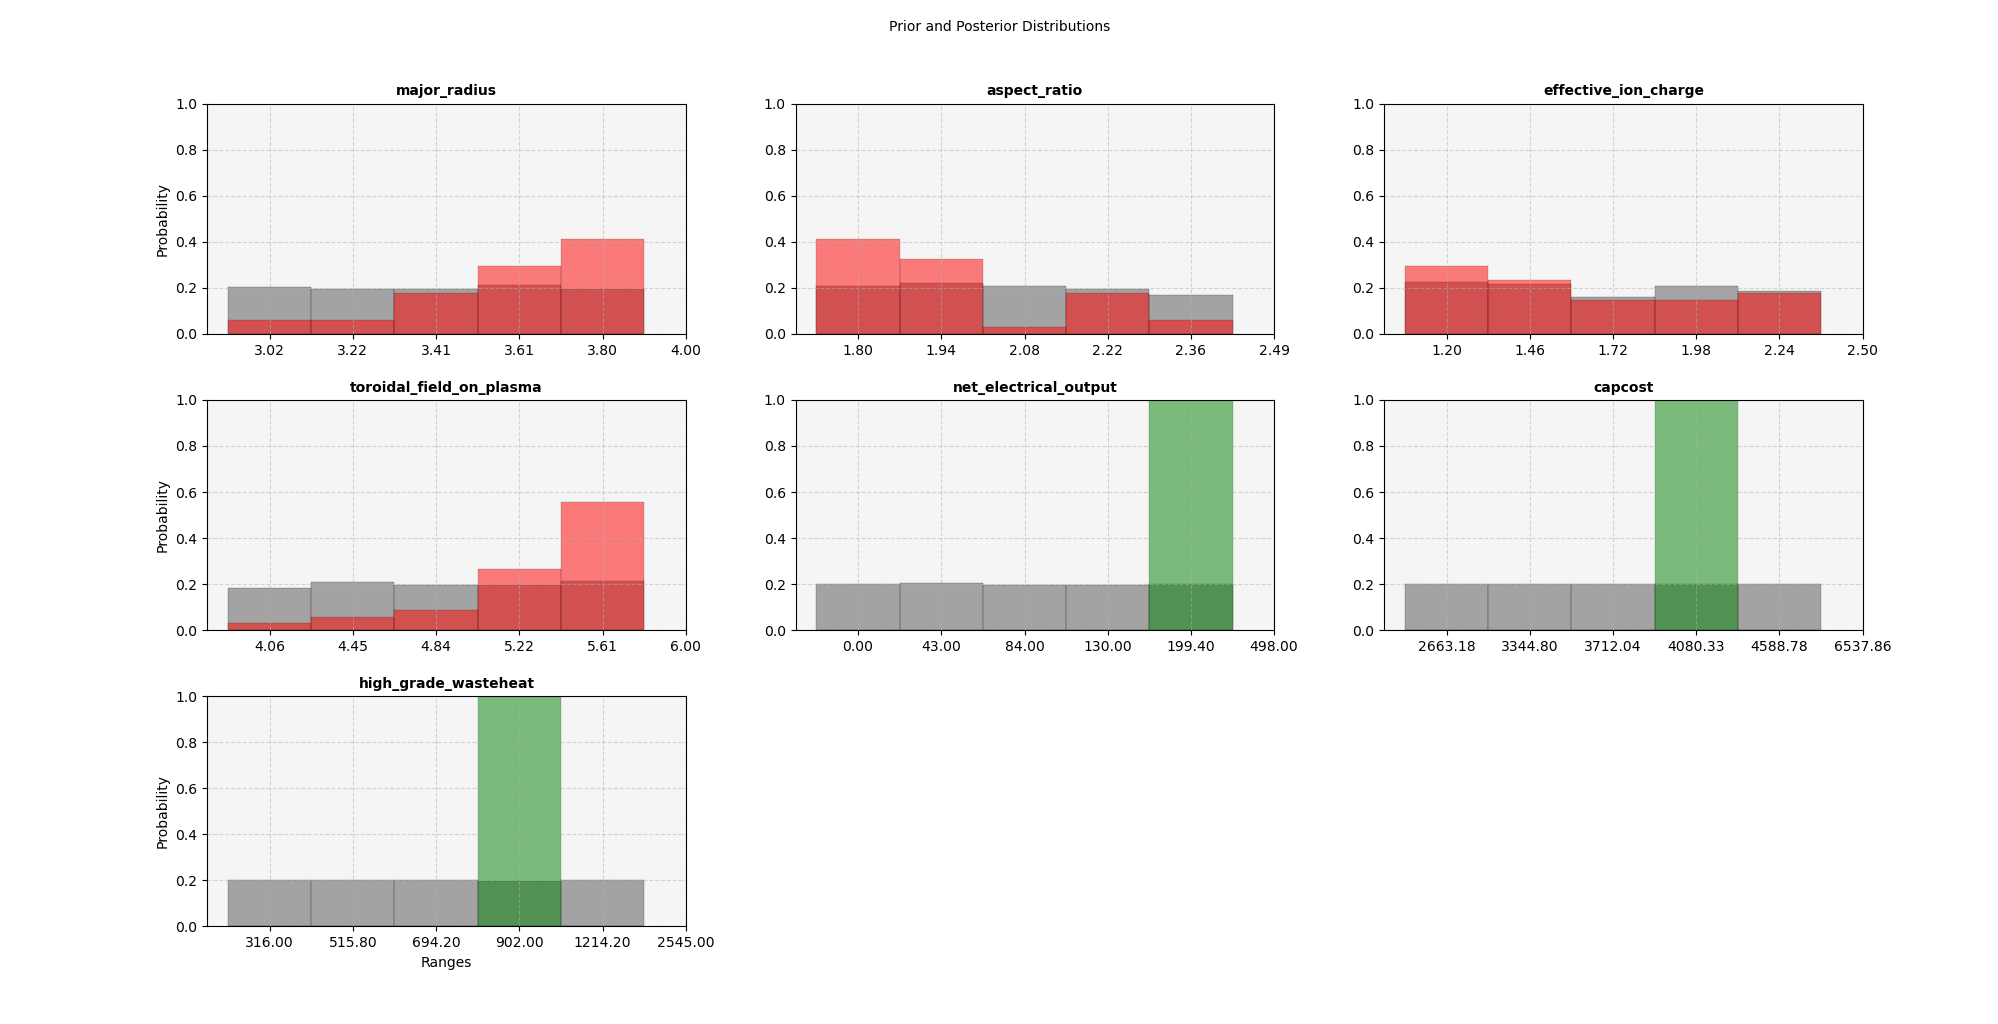 Prior and Posterior Distributions
major_radius
1.0
0.8
0.6
0.4
0.2
0.0
Probability
3.02 3.22 3.41 3.61 3.80 4.00
aspect_ratio
1.0
0.8
0.6
0.4
0.2
0.0
1.80 1.94 2.08 2.22 2.36 2.49
effective_ion_charge
1.0
0.8
0.6
0.4
0.2
0.0
1.20 1.46 1.72 1.98 2.24 2.50
toroidal_field_on_plasma
1.0
0.8
0.6
0.4
0.2
0.0
Probability
4.06 4.45 4.84 5.22 5.61 6.00
net_electrical_output
1.0
0.8
0.6
0.4
0.2
0.0
0.00 43.00 84.00 130.00 199.40 498.00
capcost
1.0
0.8
0.6
0.4
0.2
0.0
2663.18 3344.80 3712.04 4080.33 4588.78 6537.86
high_grade_wasteheat
1.0
0.8
0.6
0.4
0.2
0.0
Probability
316.00 515.80 694.20 902.00 1214.20 2545.00
Ranges